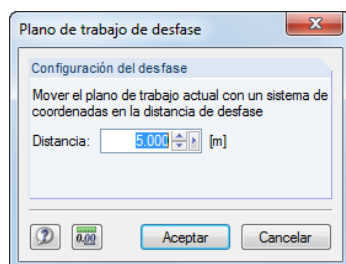 Plano de trabajo de desfase
Configuración del desfase
Mover el plano de trabajo actual con un sistema de
coordenadas en la distancia de desfase
Distancia: 5.000 [m]
0.00 Aceptar Cancelar